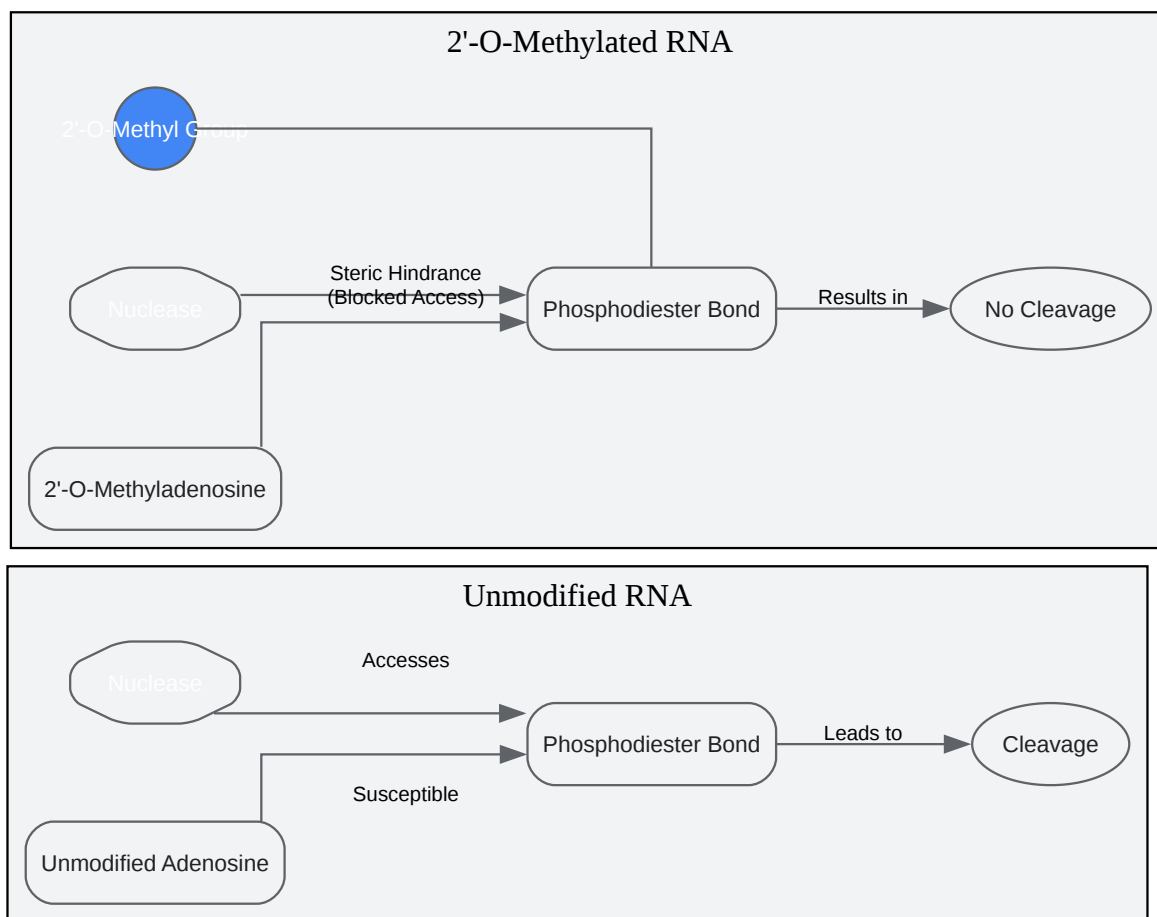 2'-O-Methylated RNA
2'-O-Methyl Group
Steric Hindrance
(Blocked Access)
Nuclease
Phosphodiester Bond
Results in
No Cleavage
2'-O-Methyladenosine
Unmodified RNA
Nuclease
Accesses
Phosphodiester Bond
Leads to
Cleavage
Susceptible
Unmodified Adenosine